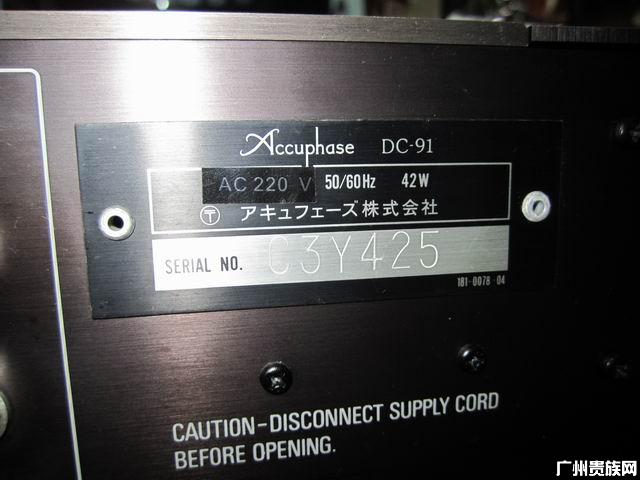 Accuphase DC-91
AC 220 V 50/60Hz 42W
〒 アキュフェーズ株式会社
SERIAL NO. C3Y425
181-0078-04
CAUTION-DISCONNECT SUPPLY CORD
BEFORE OPENING.
广州贵族网